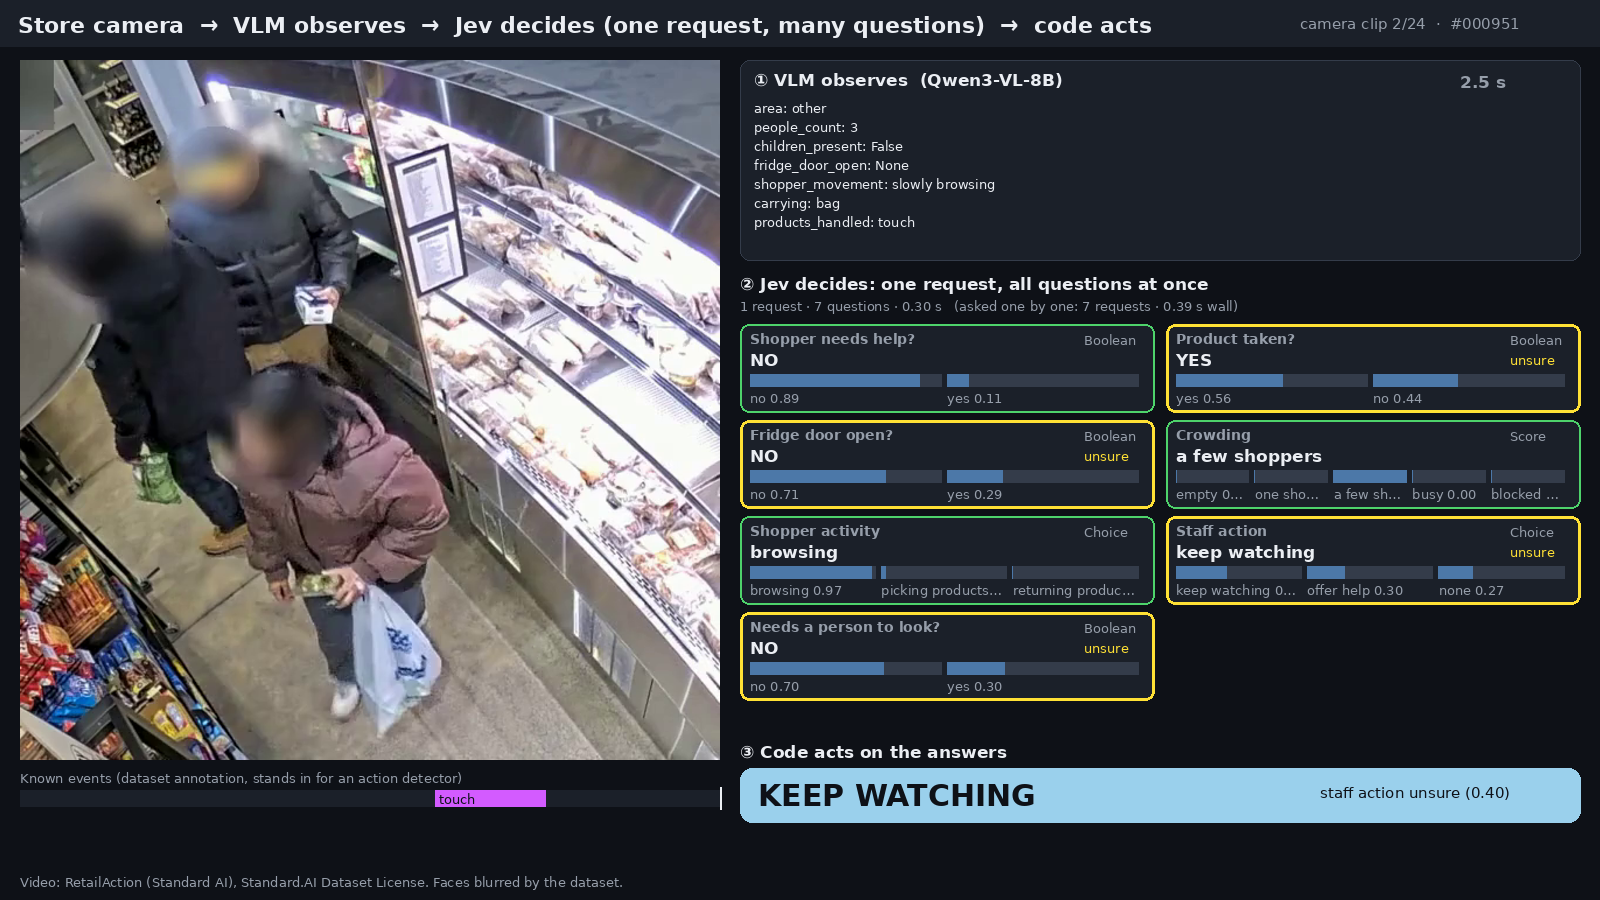 Store camera → VLM observes → Jev decides (one request, many questions) → code acts
camera clip 2/24 · #000951
① VLM observes (Qwen3-VL-8B)
2.5 s
area: other
people_count: 3
children_present: False
fridge_door_open: None
shopper_movement: slowly browsing
carrying: bag
products_handled: touch
② Jev decides: one request, all questions at once
1 request · 7 questions · 0.30 s (asked one by one: 7 requests · 0.39 s wall)
Shopper needs help?
Boolean
NO
no 0.89
yes 0.11
Product taken?
Boolean
YES
unsure
yes 0.56
no 0.44
Fridge door open?
Boolean
NO
unsure
no 0.71
yes 0.29
Crowding
Score
a few shoppers
empty 0...
one sho...
a few sh...
busy 0.00
blocked ...
Shopper activity
Choice
browsing
browsing 0.97
picking products...
returning produc...
Staff action
Choice
keep watching
unsure
keep watching 0...
offer help 0.30
none 0.27
Needs a person to look?
Boolean
NO
unsure
no 0.70
yes 0.30
③ Code acts on the answers
KEEP WATCHING
staff action unsure (0.40)
Known events (dataset annotation, stands in for an action detector)
touch
Video: RetailAction (Standard AI), Standard.AI Dataset License. Faces blurred by the dataset.